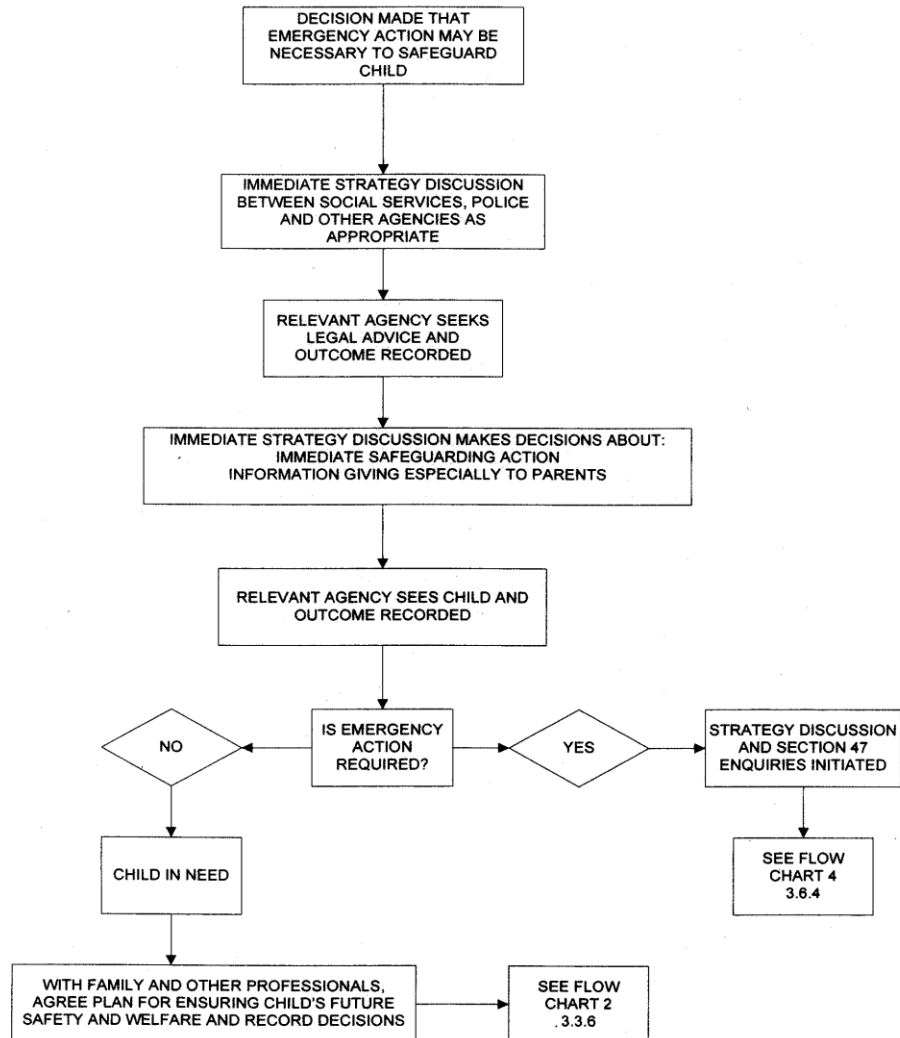 DECISION MADE THAT
EMERGENCY ACTION MAY BE
NECESSARY TO SAFEGUARD
CHILD
IMMEDIATE STRATEGY DISCUSSION
BETWEEN SOCIAL SERVICES, POLICE
AND OTHER AGENCIES AS
APPROPRIATE
RELEVANT AGENCY SEEKS
LEGAL ADVICE AND
OUTCOME RECORDED
IMMEDIATE STRATEGY DISCUSSION MAKES DECISIONS ABOUT:
IMMEDIATE SAFEGUARDING ACTION
INFORMATION GIVING ESPECIALLY TO PARENTS
RELEVANT AGENCY SEES CHILD AND
OUTCOME RECORDED
NO
IS EMERGENCY
ACTION
REQUIRED?
YES
STRATEGY DISCUSSION
AND SECTION 47
ENQUIRIES INITIATED
CHILD IN NEED
SEE FLOW
CHART 4
3.6.4
WITH FAMILY AND OTHER PROFESSIONALS,
AGREE PLAN FOR ENSURING CHILD'S FUTURE
SAFETY AND WELFARE AND RECORD DECISIONS
SEE FLOW
CHART 2
3.3.6